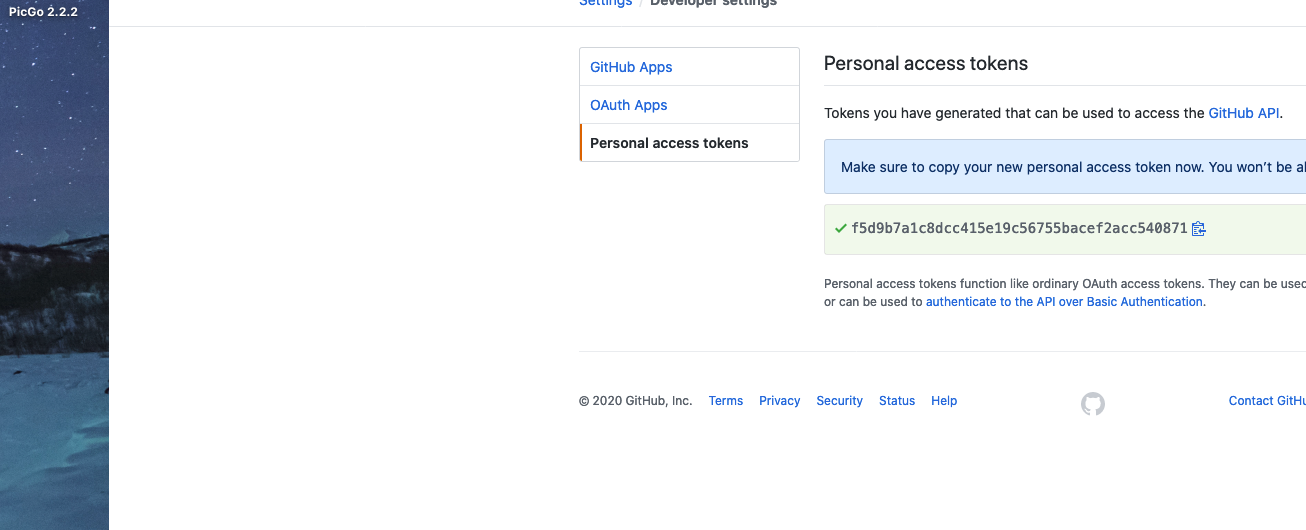 PicGo 2.2.2
Settings / Developer settings
GitHub Apps
OAuth Apps
Personal access tokens
Personal access tokens
Tokens you have generated that can be used to access the GitHub API.
Make sure to copy your new personal access token now. You won’t be
f5d9b7a1c8dcc415e19c56755bacef2acc540871
Personal access tokens function like ordinary OAuth access tokens. They can be
or can be used to authenticate to the API over Basic Authentication.
© 2020 GitHub, Inc. Terms Privacy Security Status Help Contact